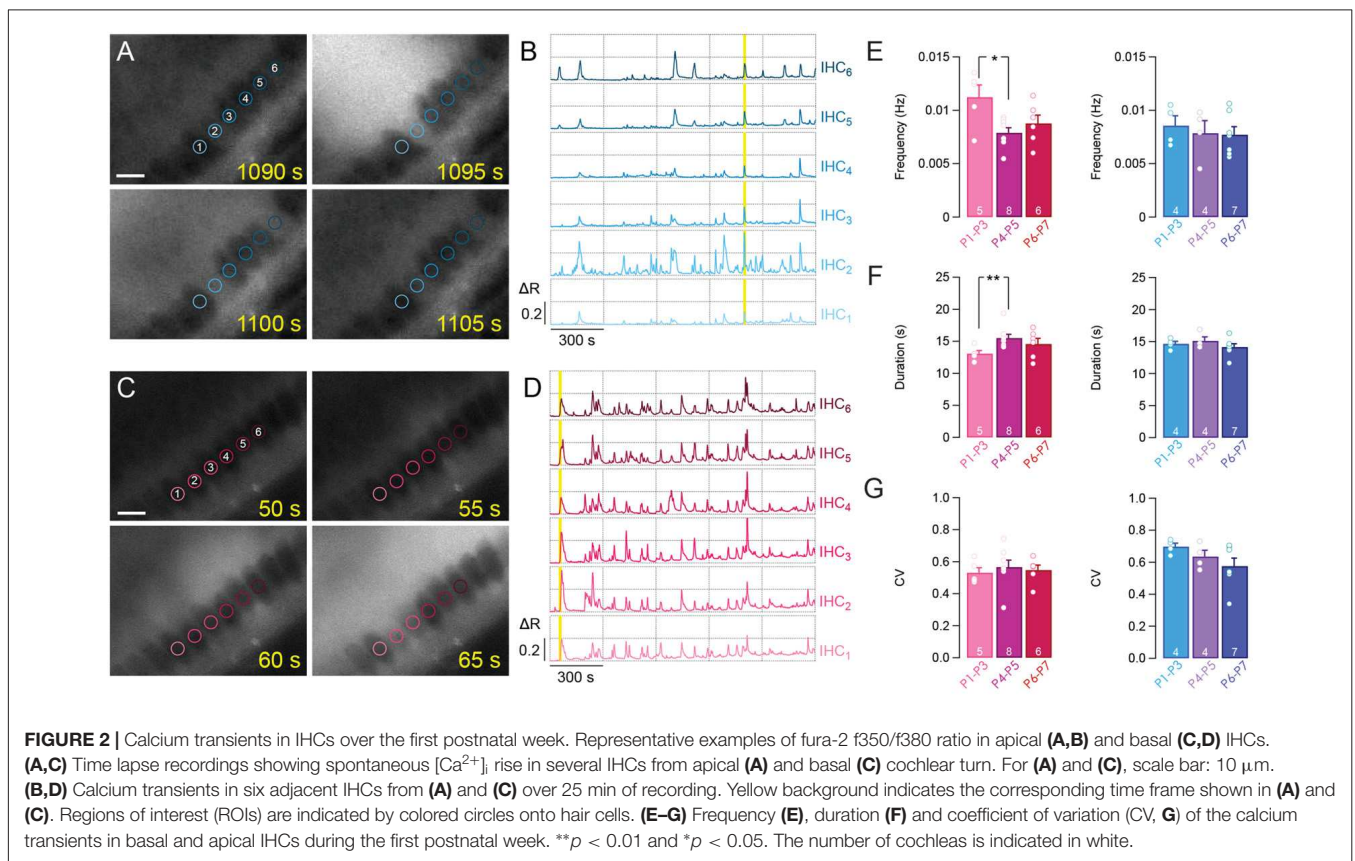 A
1
2
3
4
5
6
1090 s
1095 s
1100 s
1105 s
B
IHC6
IHC5
IHC4
IHC3
IHC2
IHC1
ΔR
0.2
300 s
C
1
2
3
4
5
6
50 s
55 s
60 s
65 s
D
IHC6
IHC5
IHC4
IHC3
IHC2
IHC1
ΔR
0.2
300 s
E
Frequency (Hz)
0.015
0.01
0.005
0
*
5
8
6
P1-P3
P4-P5
P6-P7
Frequency (Hz)
0.015
0.01
0.005
0
4
4
7
P1-P3
P4-P5
P6-P7
F
Duration (s)
25
20
15
10
5
0
**
5
8
6
P1-P3
P4-P5
P6-P7
Duration (s)
25
20
15
10
5
0
4
4
7
P1-P3
P4-P5
P6-P7
G
CV
1.0
0.8
0.6
0.4
0.2
0.0
5
8
6
P1-P3
P4-P5
P6-P7
CV
1.0
0.8
0.6
0.4
0.2
0.0
4
4
7
P1-P3
P4-P5
P6-P7
FIGURE 2 | Calcium transients in IHCs over the first postnatal week. Representative examples of fura-2 f350/f380 ratio in apical (A,B) and basal (C,D) IHCs.
(A,C) Time lapse recordings showing spontaneous [Ca2+]i rise in several IHCs from apical (A) and basal (C) cochlear turn. For (A) and (C), scale bar: 10 μm.
(B,D) Calcium transients in six adjacent IHCs from (A) and (C) over 25 min of recording. Yellow background indicates the corresponding time frame shown in (A) and
(C). Regions of interest (ROIs) are indicated by colored circles onto hair cells. (E–G) Frequency (E), duration (F) and coefficient of variation (CV, G) of the calcium
transients in basal and apical IHCs during the first postnatal week. **p < 0.01 and *p < 0.05. The number of cochleas is indicated in white.